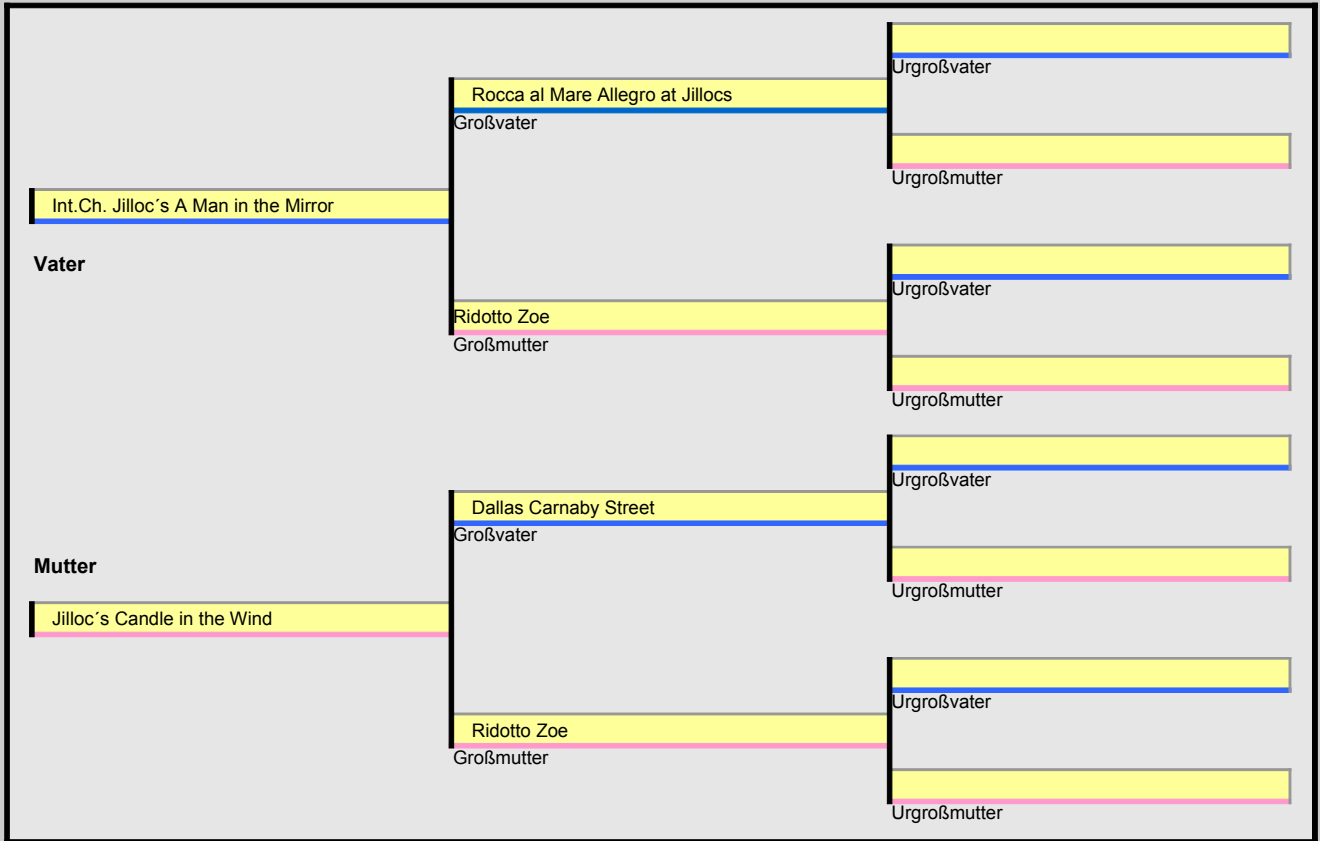 Urgroßvater
Rocca al Mare Allegro at Jillocs
Großvater
Urgroßmutter
Int.Ch. Jilloc´s A Man in the Mirror
Vater
Urgroßvater
Ridotto Zoe
Großmutter
Urgroßmutter
Urgroßvater
Dallas Carnaby Street
Großvater
Mutter
Urgroßmutter
Jilloc´s Candle in the Wind
Urgroßvater
Ridotto Zoe
Großmutter
Urgroßmutter